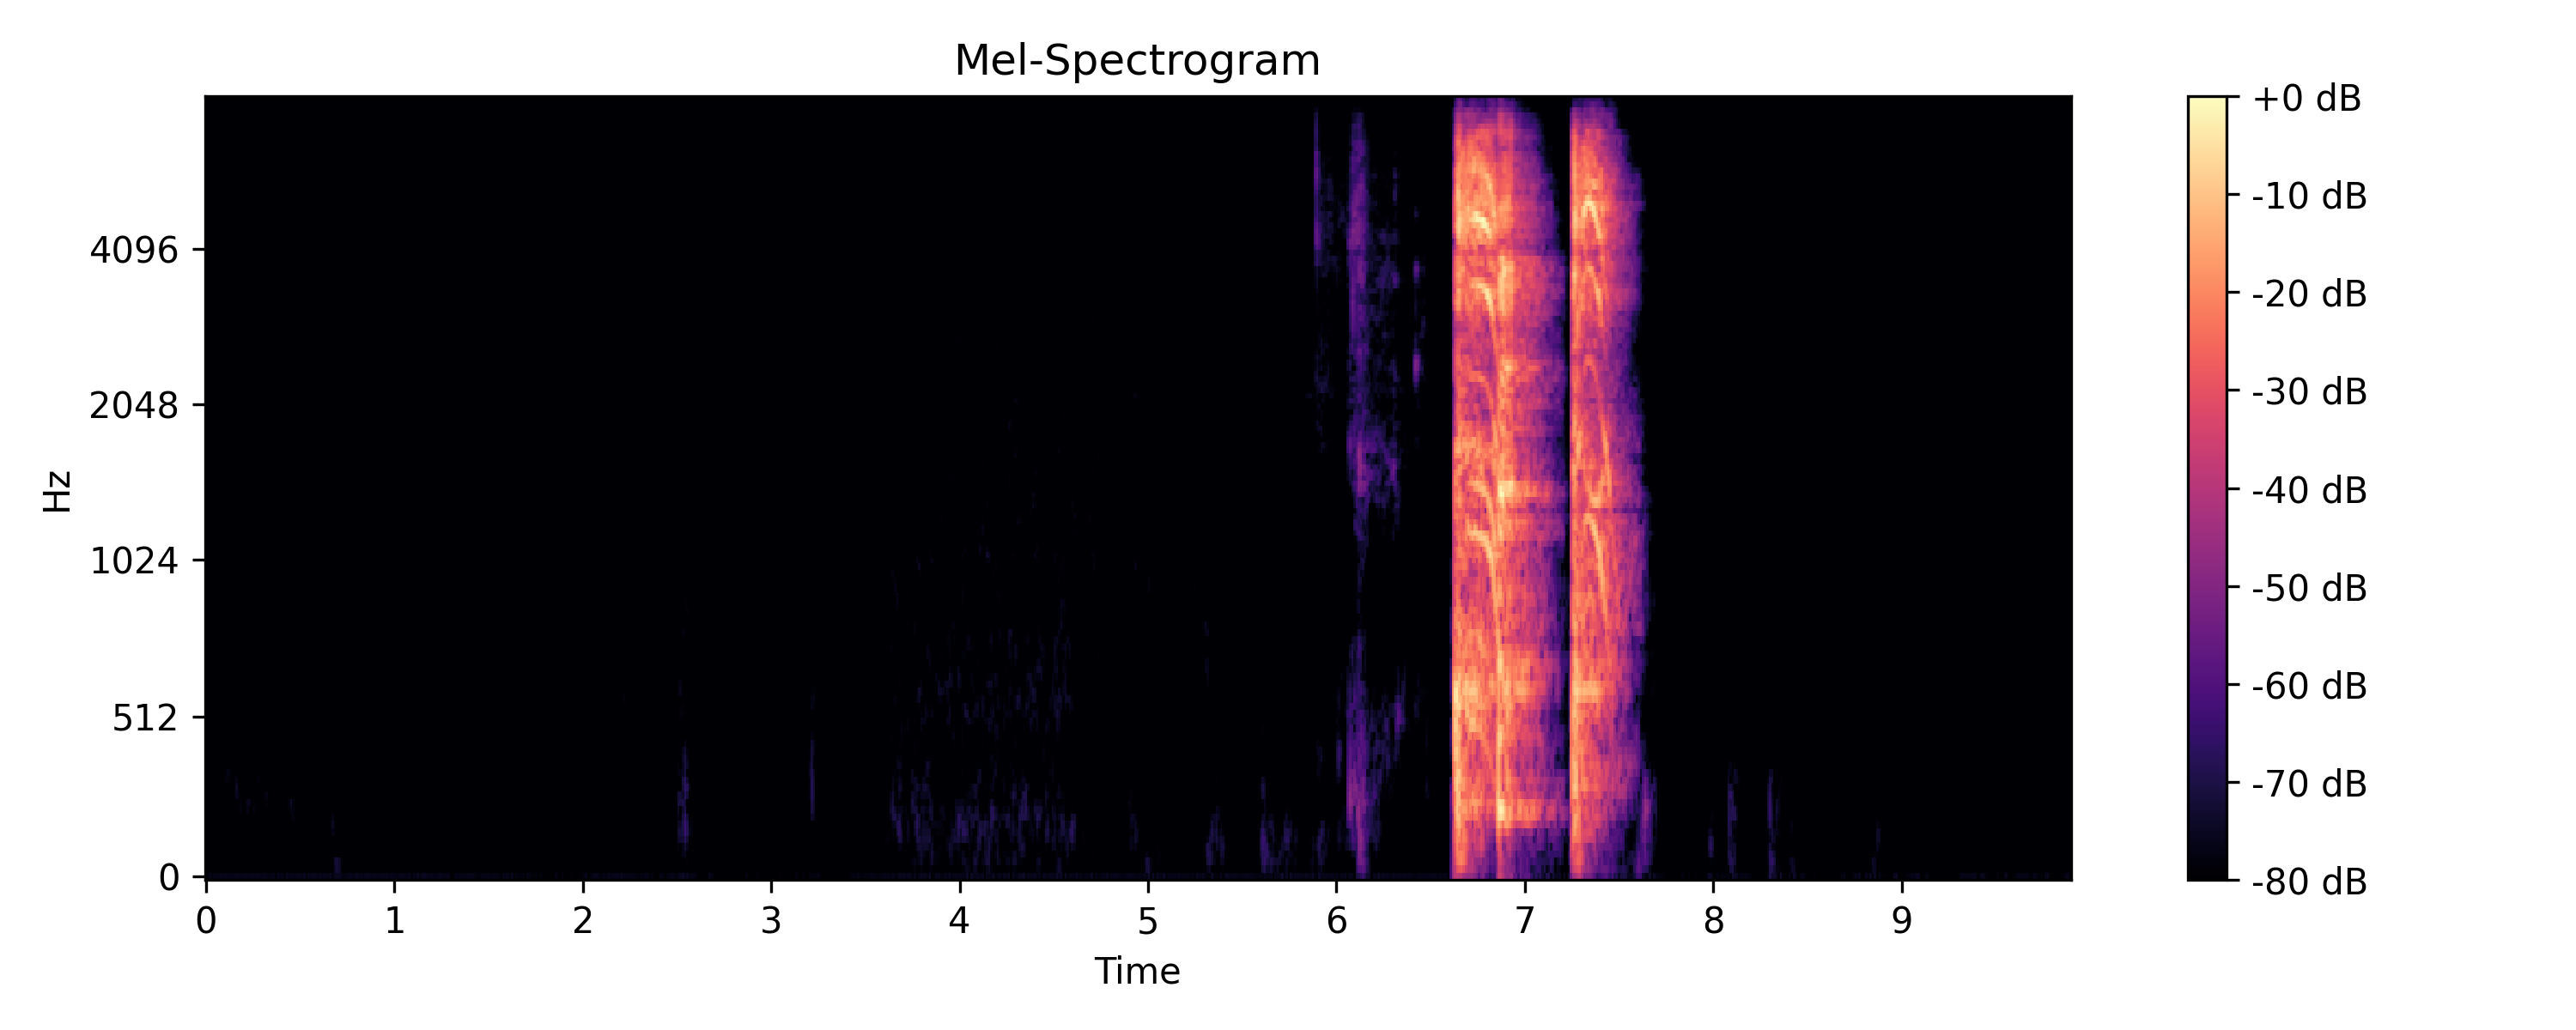 Mel-Spectrogram
+0 dB
-10 dB
-20 dB
-30 dB
-40 dB
-50 dB
-60 dB
-70 dB
-80 dB
Hz
4096
2048
1024
512
0
0 1 2 3 4 5 6 7 8 9
Time